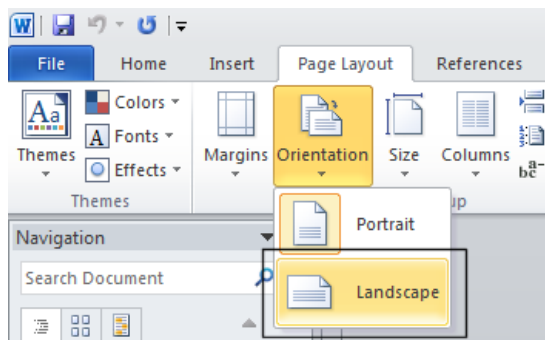 W
File Home Insert Page Layout References
Aa
Colors
A Fonts
Effects
Themes
Margins
Orientation
Size
Columns
a-
bc
Themes
up
Portrait
Landscape
Navigation
Search Document